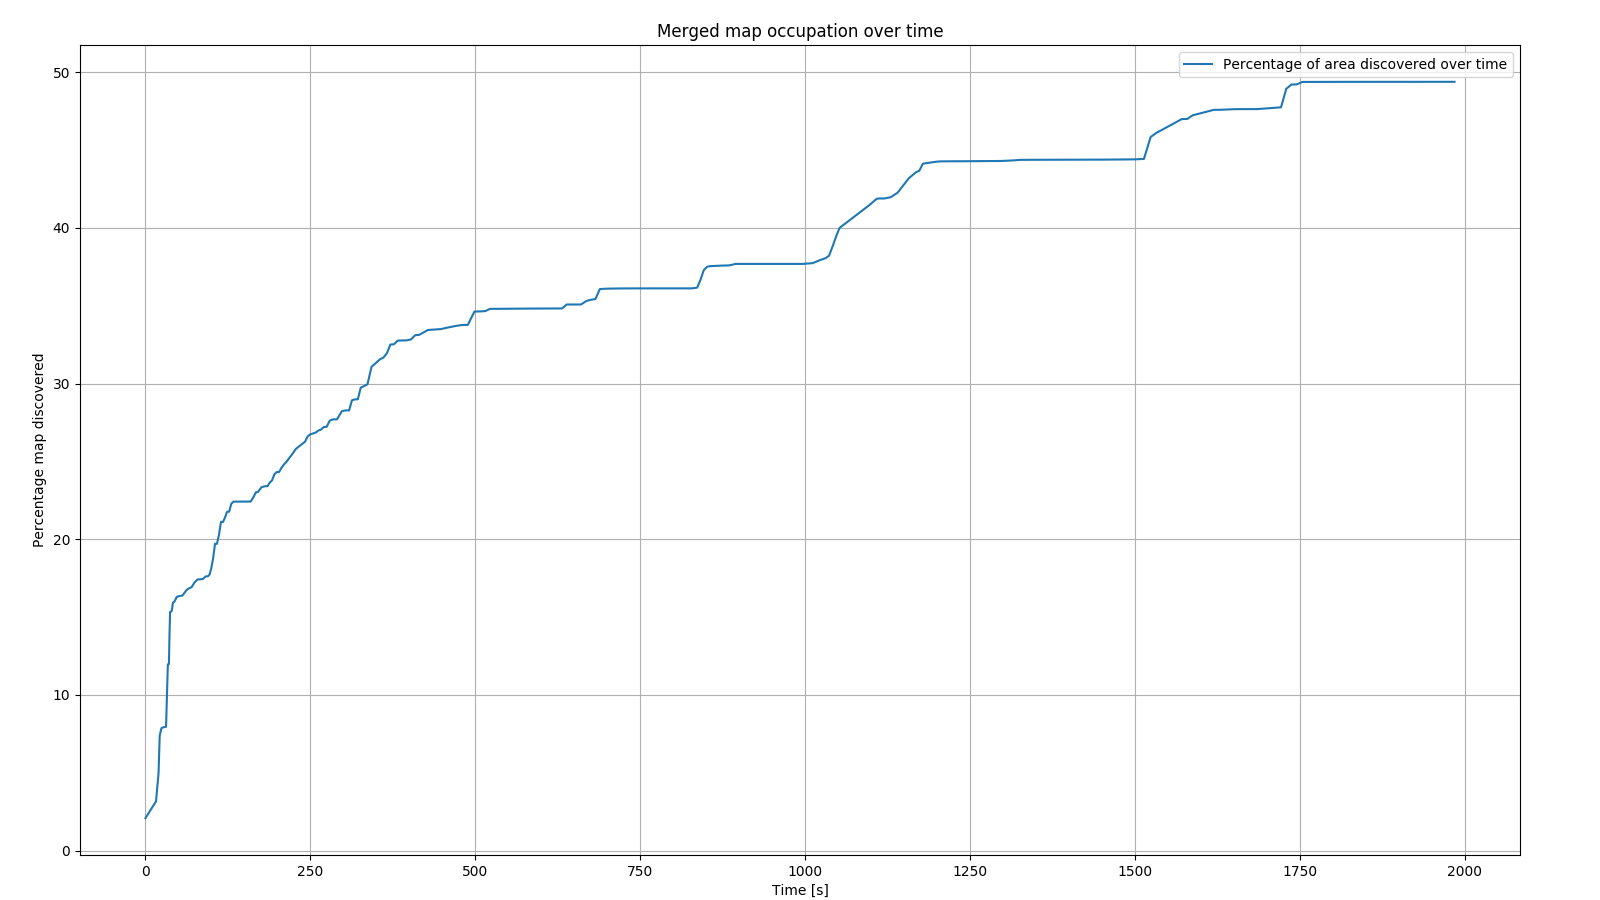 Merged map occupation over time
Percentage of area discovered over time
50
40
30
20
10
0
Percentage map discovered
0 250 500 750 1000 1250 1500 1750 2000
Time [s]